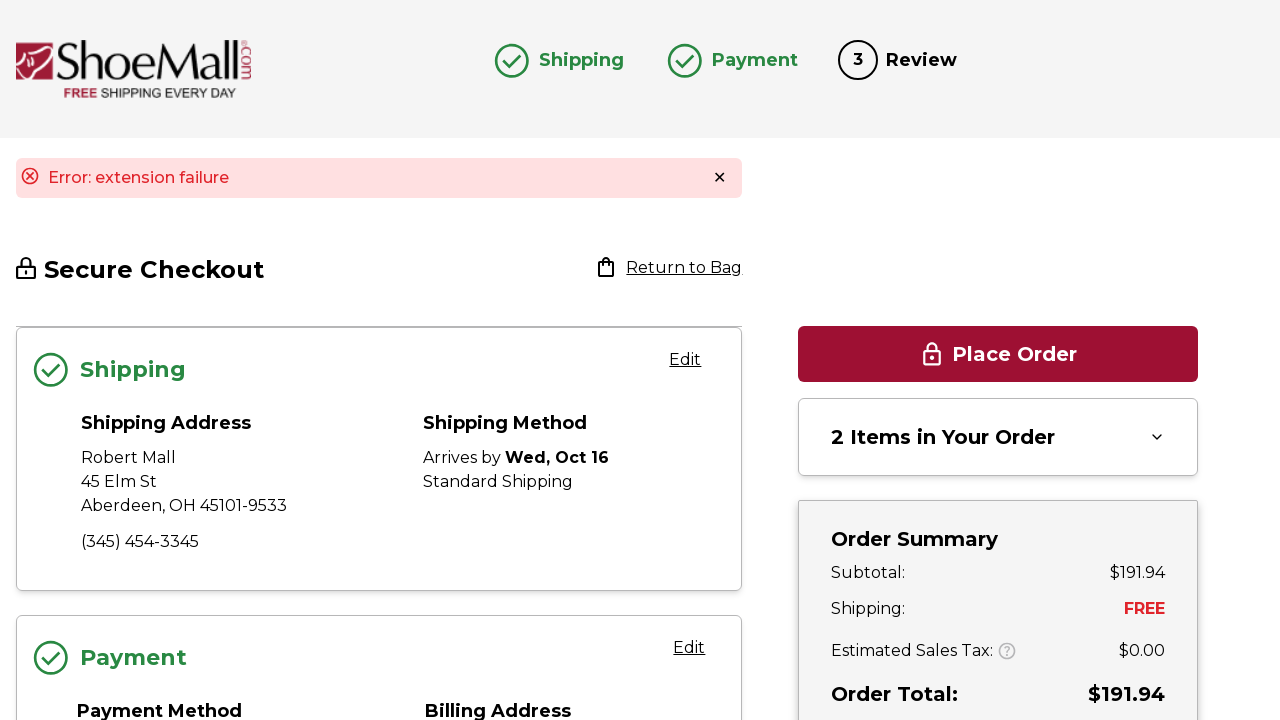 ShoeMall.com
FREE SHIPPING EVERY DAY
Shipping
Payment
3 Review
Error: extension failure
Secure Checkout
Return to Bag
Shipping
Edit
Shipping Address
Robert Mall
45 Elm St
Aberdeen, OH 45101-9533
(345) 454-3345
Shipping Method
Arrives by Wed, Oct 16
Standard Shipping
Payment
Edit
Payment Method
Billing Address
Place Order
2 Items in Your Order
Order Summary
Subtotal: $191.94
Shipping: FREE
Estimated Sales Tax: ? $0.00
Order Total: $191.94